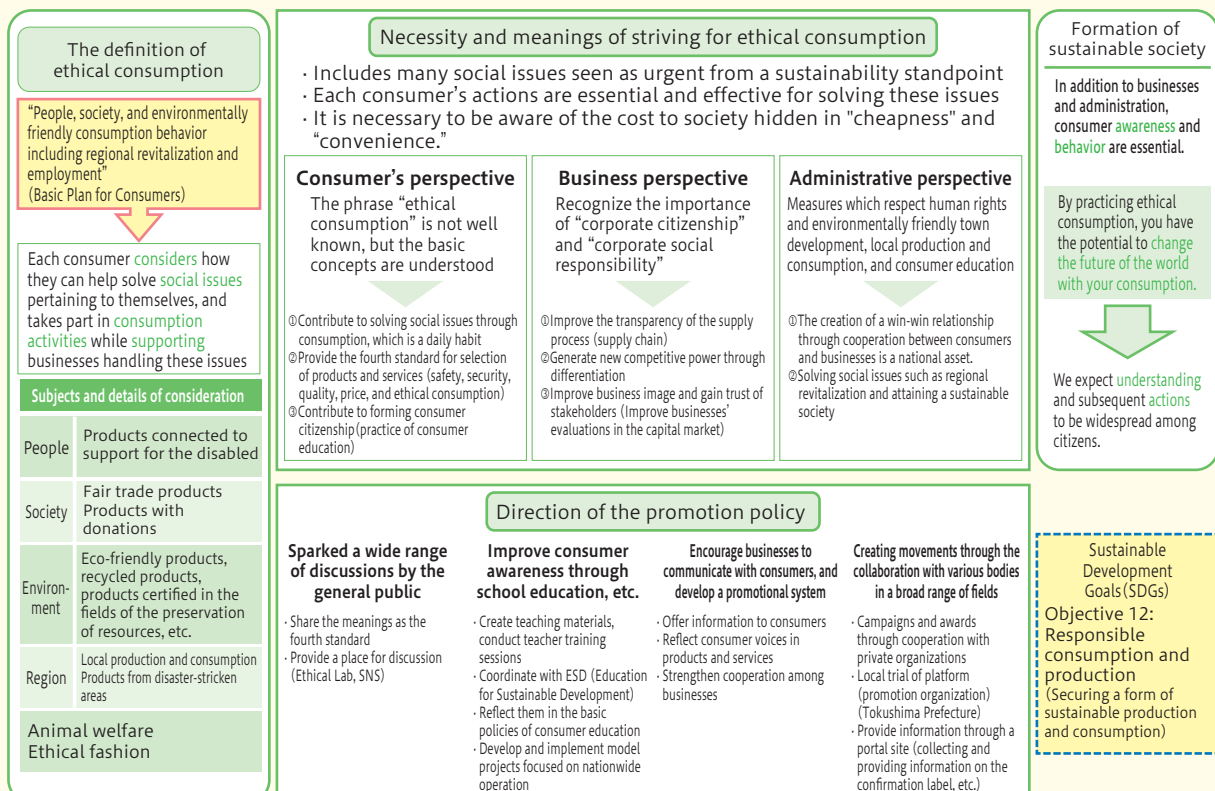 The definition of
ethical consumption
“People, society, and environmentally
friendly consumption behavior
including regional revitalization and
employment”
(Basic Plan for Consumers)
Each consumer considers how
they can help solve social issues
pertaining to themselves, and
takes part in consumption
activities while supporting
businesses handling these issues
Subjects and details of consideration
People
Products connected to
support for the disabled
Society
Fair trade products
Products with
donations
Environ-
ment
Eco-friendly products,
recycled products,
products certified in the
fields of the preservation
of resources, etc.
Region
Local production and consumption
Products from disaster-stricken
areas
Animal welfare
Ethical fashion
Necessity and meanings of striving for ethical consumption
· Includes many social issues seen as urgent from a sustainability standpoint
· Each consumer’s actions are essential and effective for solving these issues
· It is necessary to be aware of the cost to society hidden in "cheapness" and
“convenience.”
Consumer’s perspective
The phrase “ethical
consumption” is not well
known, but the basic
concepts are understood
①Contribute to solving social issues through
consumption, which is a daily habit
②Provide the fourth standard for selection
of products and services (safety, security,
quality, price, and ethical consumption)
③Contribute to forming consumer
citizenship(practice of consumer
education)
Business perspective
Recognize the importance
of “corporate citizenship”
and “corporate social
responsibility”
①Improve the transparency of the supply
process (supply chain)
②Generate new competitive power through
differentiation
③Improve business image and gain trust of
stakeholders (Improve businesses’
evaluations in the capital market)
Administrative perspective
Measures which respect human rights
and environmentally friendly town
development, local production and
consumption, and consumer education
①The creation of a win-win relationship
through cooperation between consumers
and businesses is a national asset.
②Solving social issues such as regional
revitalization and attaining a sustainable
society
Direction of the promotion policy
Sparked a wide range
of discussions by the
general public
· Share the meanings as the
fourth standard
· Provide a place for discussion
(Ethical Lab, SNS)
Improve consumer
awareness through
school education, etc.
· Create teaching materials,
conduct teacher training
sessions
· Coordinate with ESD (Education
for Sustainable Development)
· Reflect them in the basic
policies of consumer education
· Develop and implement model
projects focused on nationwide
operation
Encourage businesses to
communicate with consumers, and
develop a promotional system
· Offer information to consumers
· Reflect consumer voices in
products and services
· Strengthen cooperation among
businesses
Creating movements through the
collaboration with various bodies
in a broad range of fields
· Campaigns and awards
through cooperation with
private organizations
· Local trial of platform
(promotion organization)
(Tokushima Prefecture)
· Provide information through a
portal site (collecting and
providing information on the
confirmation label, etc.)
Formation of
sustainable society
In addition to businesses
and administration,
consumer awareness and
behavior are essential.
By practicing ethical
consumption, you have
the potential to change
the future of the world
with your consumption.
We expect understanding
and subsequent actions
to be widespread among
citizens.
Sustainable
Development
Goals(SDGs)
Objective 12:
Responsible
consumption and
production
(Securing a form of
sustainable production
and consumption)